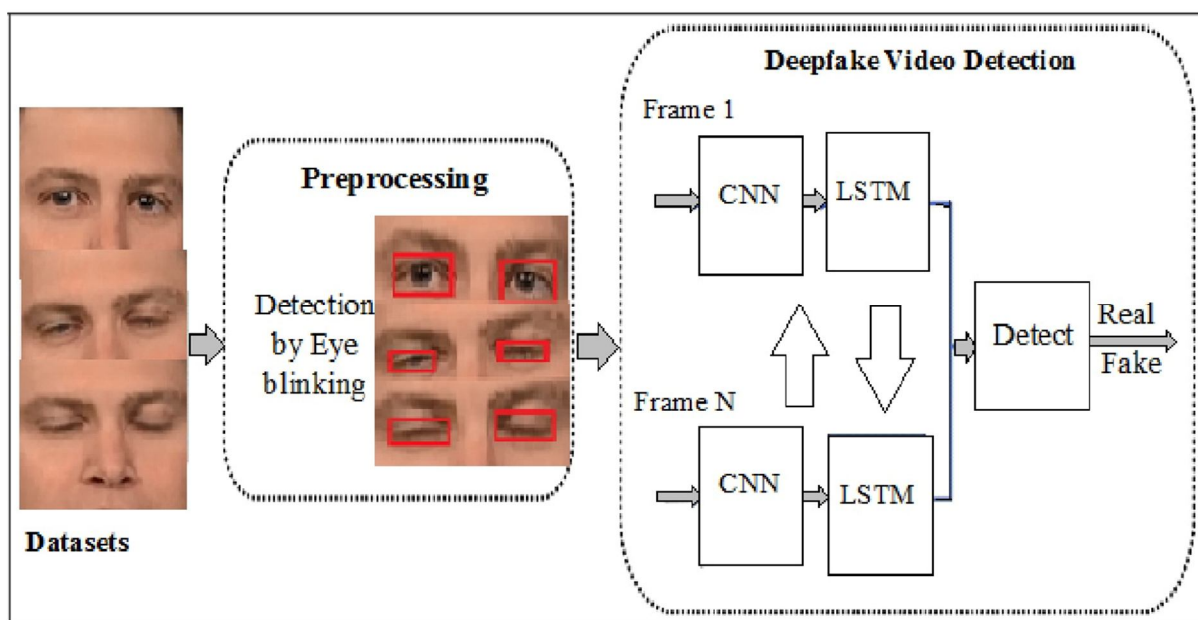 Datasets
Preprocessing
Detection
by Eye
blinking
Deepfake Video Detection
Frame 1
CNN
LSTM
Frame N
CNN
LSTM
Detect
Real
Fake